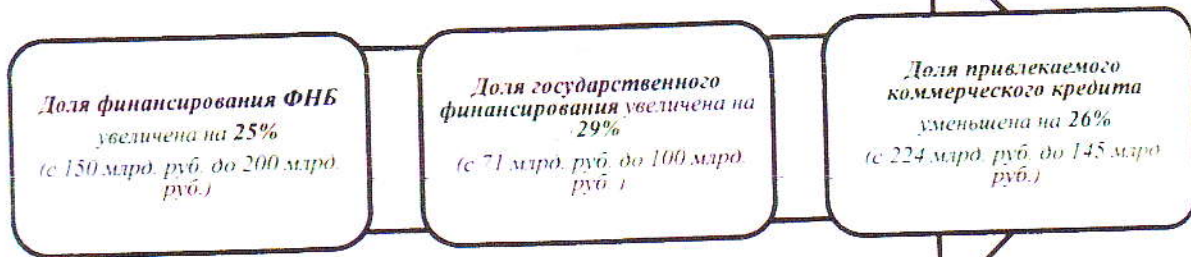 Доля финансирования ФНБ
увеличена на 25%
(с 150 млрд. руб. до 200 млрд.
руб.)
Доля государственного
финансирования увеличена на
29%
(с 71 млрд. руб. до 100 млрд.
руб.)
Доля привлекаемого
коммерческого кредита
уменьшена на 26%
(с 224 млрд. руб. до 145 млрд.
руб.)